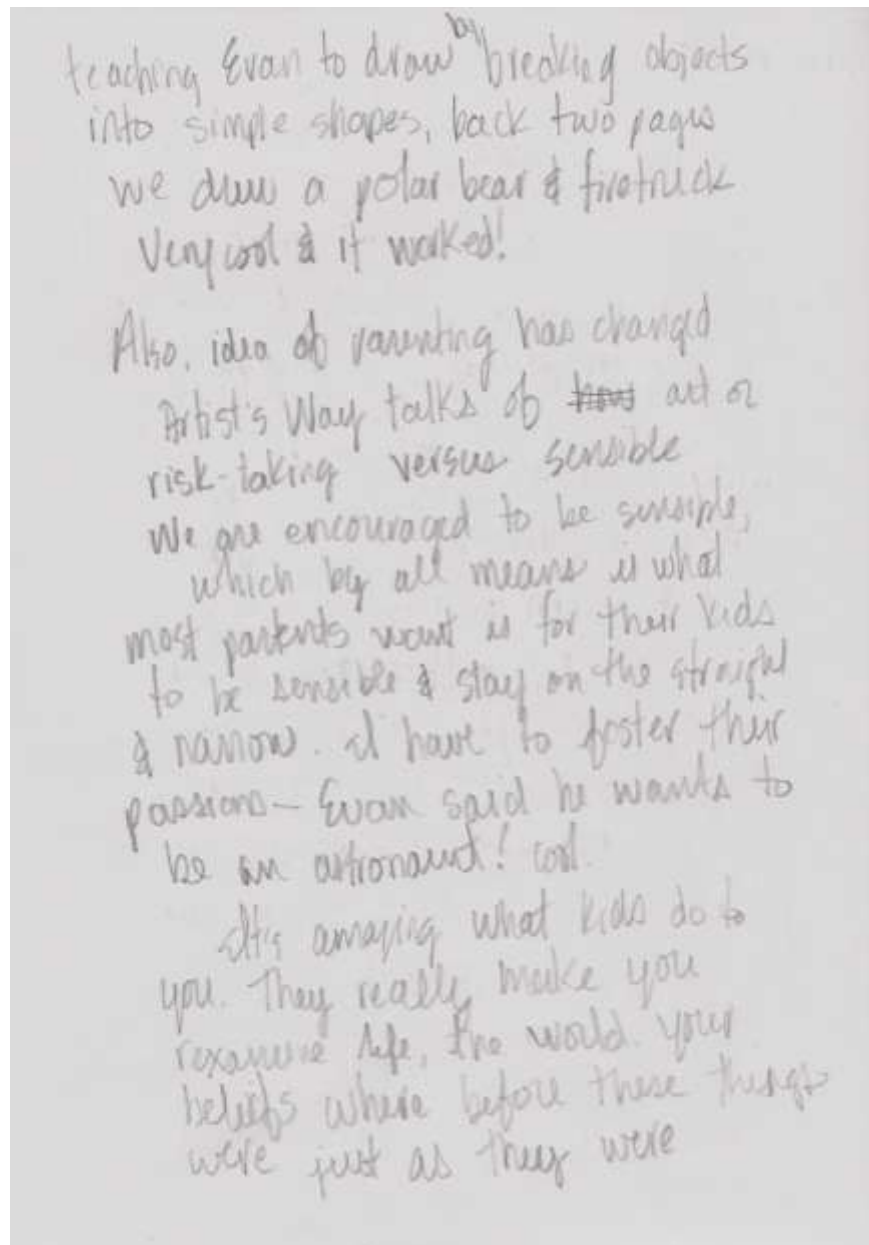 teaching Evan to draw by breaking objects
into simple shapes, back two pages
we drew a polar bear & firetruck
Very cool & it worked!
Also, idea of parenting has changed
Artist's Way talks of how art or
risk-taking versus sensible
We are encouraged to be sensible,
which by all means is what
most parents want is for their kids
to be sensible & stay on the straight
& narrow. I have to foster their
passions— Evan said he wants to
be an astronaut! cool.
It's amazing what kids do to
you. They really make you
rexamine life, the world. your
beliefs where before these things
were just as they were